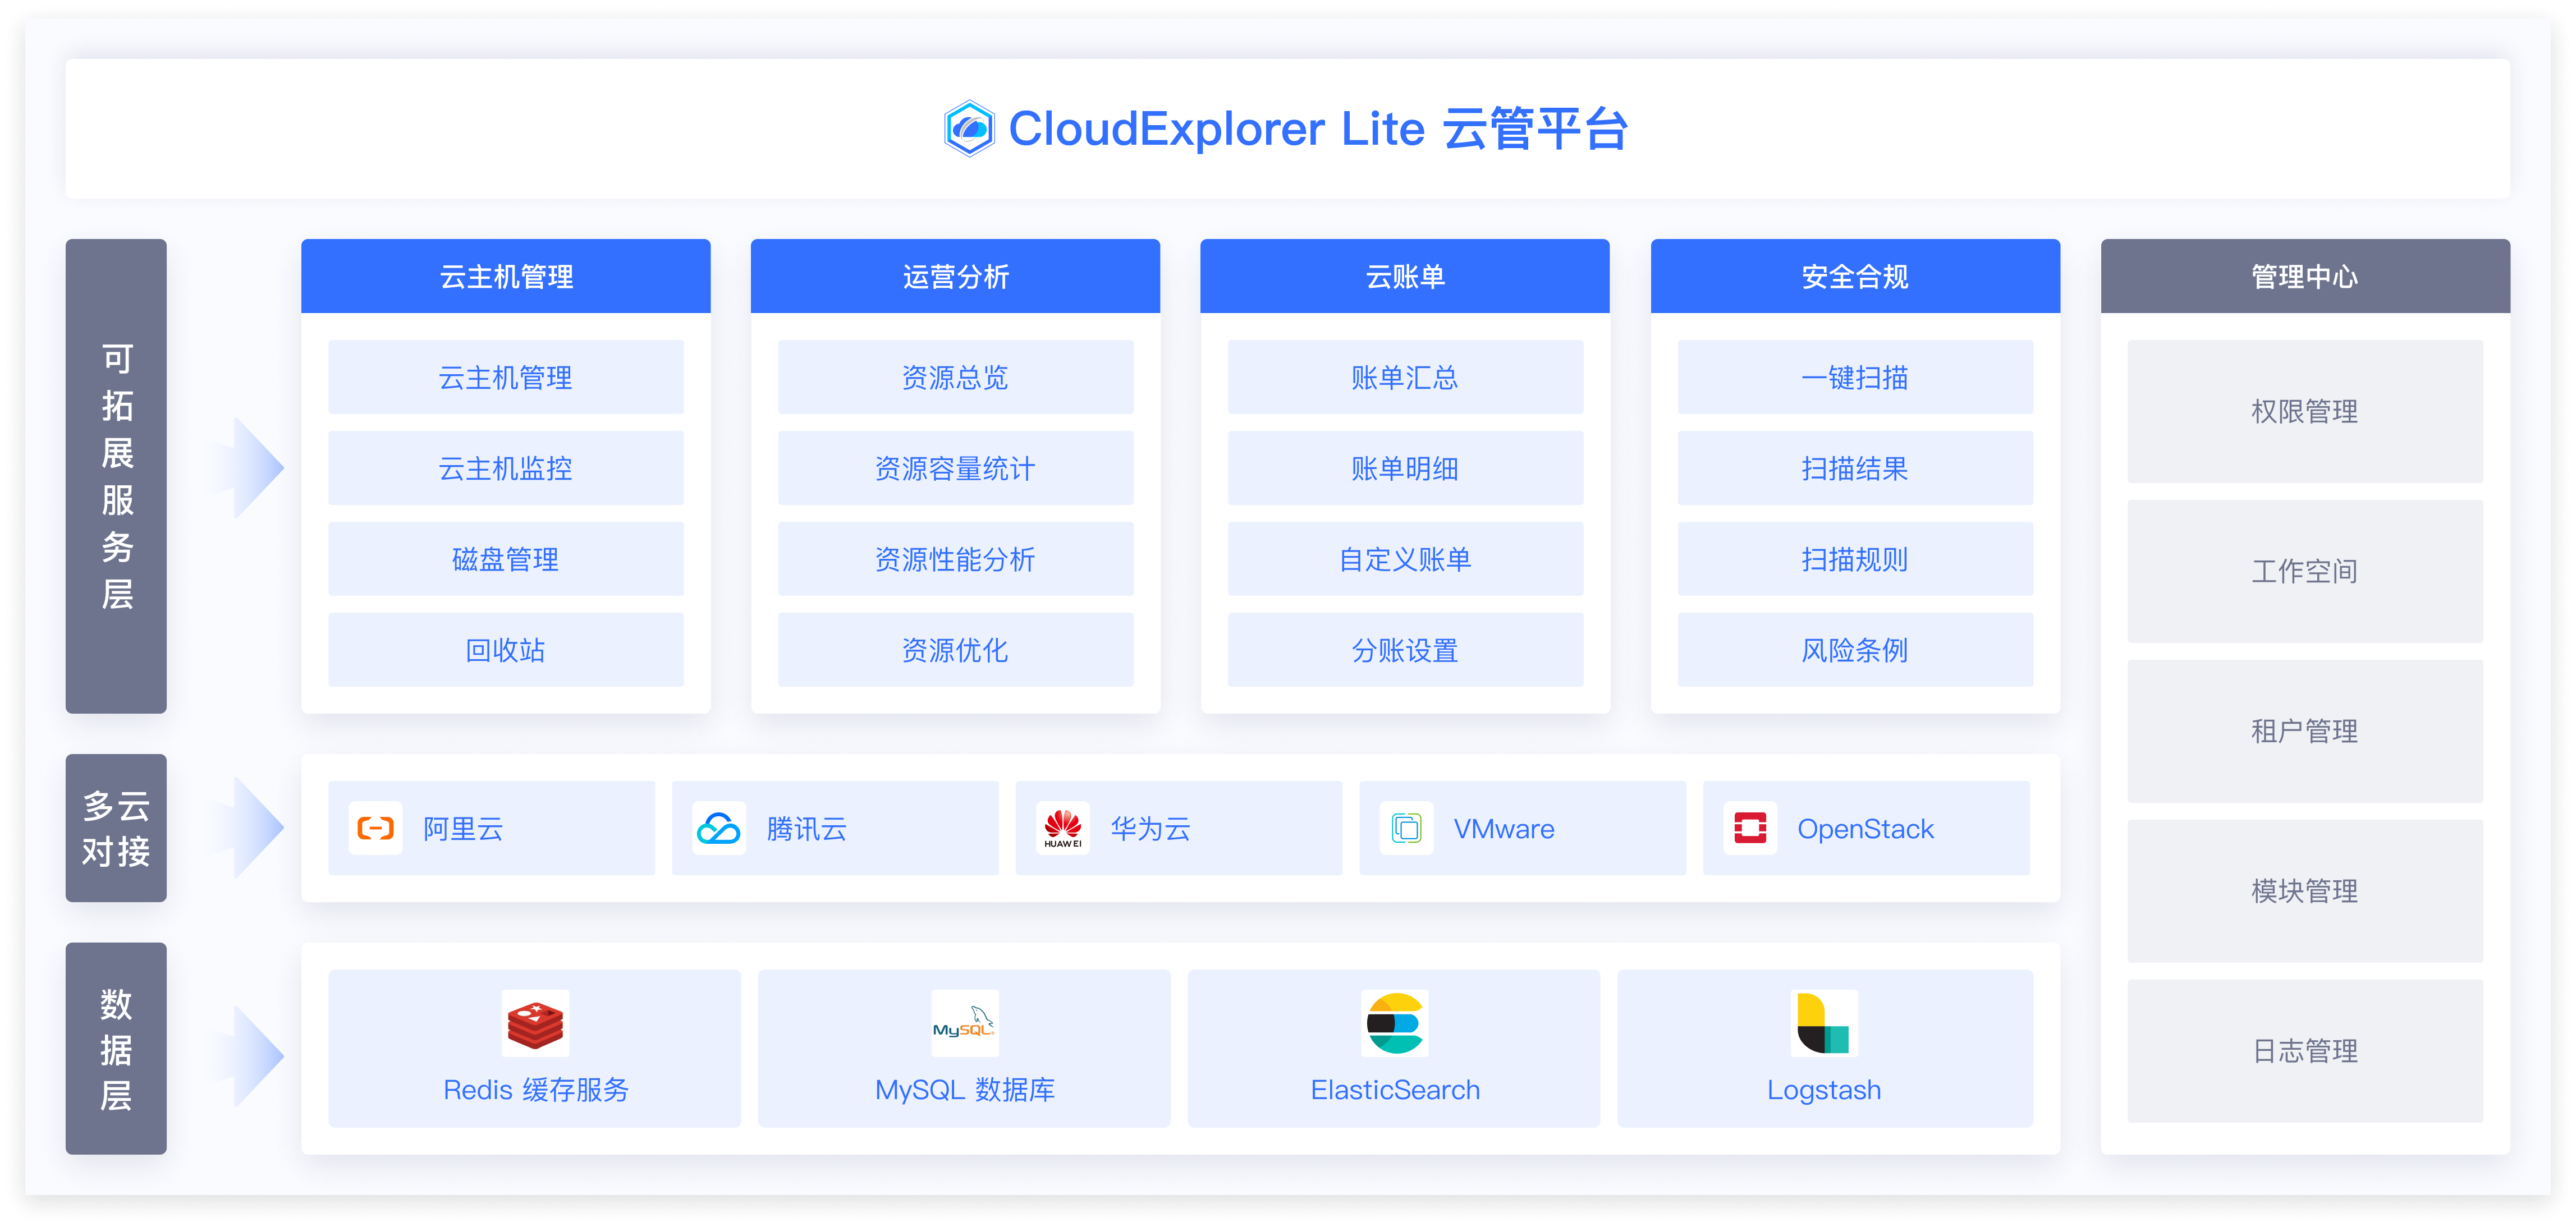 CloudExplorer Lite 云管平台
可拓展服务层
云主机管理
云主机管理
云主机监控
磁盘管理
回收站
运营分析
资源总览
资源容量统计
资源性能分析
资源优化
云账单
账单汇总
账单明细
自定义账单
分账设置
安全合规
一键扫描
扫描结果
扫描规则
风险条例
管理中心
权限管理
工作空间
租户管理
模块管理
日志管理
多云
对接
阿里云
腾讯云
HUAWEI
华为云
VMware
OpenStack
数据层
Redis 缓存服务
MySQL
MySQL 数据库
ElasticSearch
Logstash